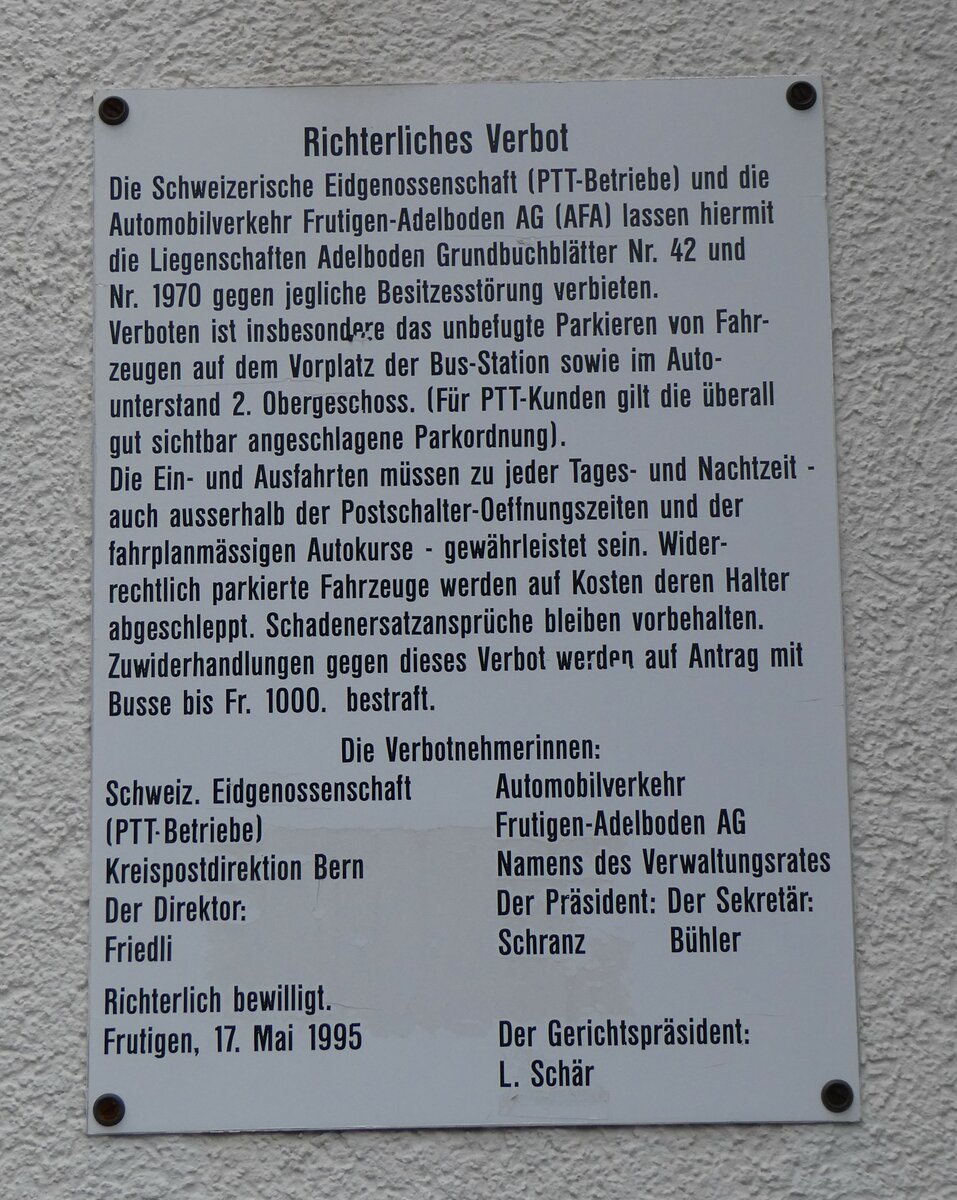 Richterliches Verbot
Die Schweizerische Eidgenossenschaft (PTT-Betriebe) und die
Automobilverkehr Frutigen-Adelboden AG (AFA) lassen hiermit
die Liegenschaften Adelboden Grundbuchblätter Nr. 42 und
Nr. 1970 gegen jegliche Besitzesstörung verbieten.
Verboten ist insbesondere das unbefugte Parkieren von Fahr-
zeugen auf dem Vorplatz der Bus-Station sowie im Auto-
unterstand 2. Obergeschoss. (Für PTT-Kunden gilt die überall
gut sichtbar angeschlagene Parkordnung).
Die Ein- und Ausfahrten müssen zu jeder Tages- und Nachtzeit -
auch ausserhalb der Postschalter-Oeffnungszeiten und der
fahrplanmässigen Autokurse - gewährleistet sein. Wider-
rechtlich parkierte Fahrzeuge werden auf Kosten deren Halter
abgeschleppt. Schadenersatzansprüche bleiben vorbehalten.
Zuwiderhandlungen gegen dieses Verbot werden auf Antrag mit
Busse bis Fr. 1000. bestraft.
Die Verbotnehmerinnen:
Schweiz. Eidgenossenschaft
(PTT-Betriebe)
Kreispostdirektion Bern
Der Direktor:
Friedli
Automobilverkehr
Frutigen-Adelboden AG
Namens des Verwaltungsrates
Der Präsident: Der Sekretär:
Schranz Bühler
Richterlich bewilligt.
Frutigen, 17. Mai 1995
Der Gerichtspräsident:
L. Schär